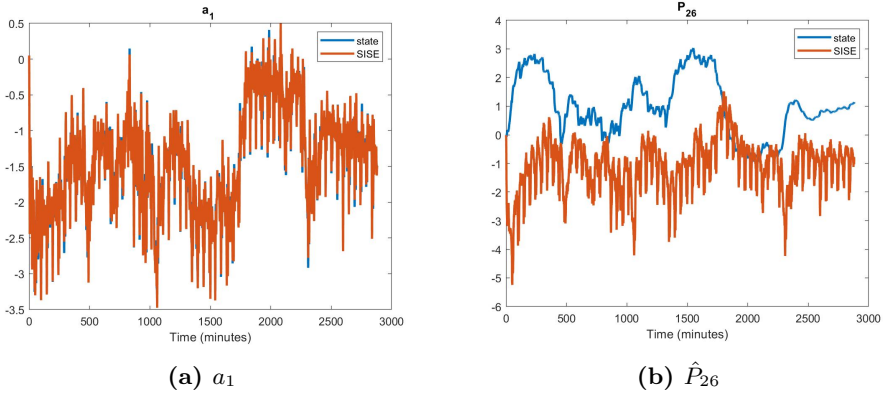 a₁
0.5
0
-0.5
-1
-1.5
-2
-2.5
-3
-3.5
0 500 1000 1500 2000 2500 3000
Time (minutes)
state
SISE
P₂₆
4
3
2
1
0
-1
-2
-3
-4
-5
-6
0 500 1000 1500 2000 2500 3000
Time (minutes)
state
SISE
(a) a₁
(b) P̂₂₆